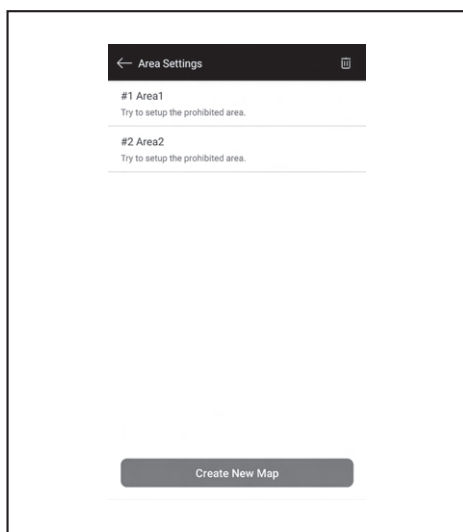 Area Settings
#1 Area1
Try to setup the prohibited area.
#2 Area2
Try to setup the prohibited area.
Create New Map